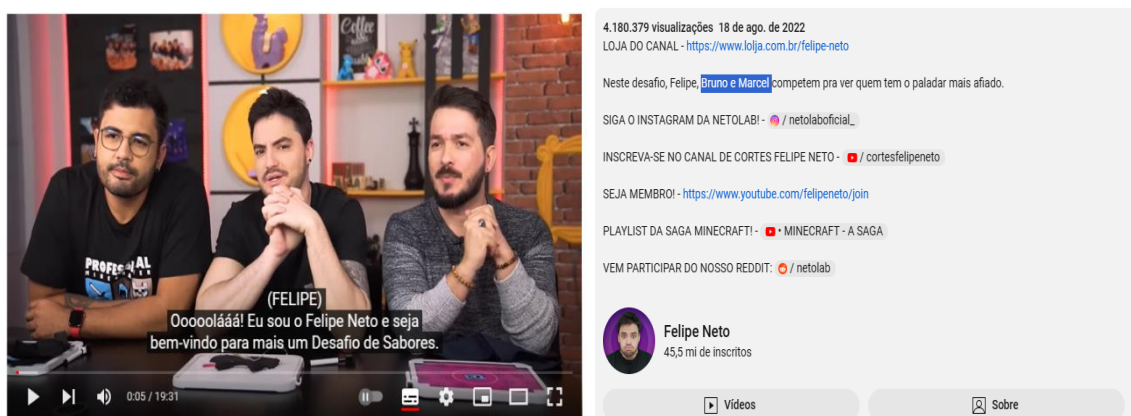 Coffee
PROFESSIONAL
(FELIPE)
Ooooolááá! Eu sou o Felipe Neto e seja
bem-vindo para mais um Desafio de Sabores.
0:05 / 19:31
4.180.379 visualizações 18 de ago. de 2022
LOJA DO CANAL - https://www.lolja.com.br/felipe-neto
Neste desafio, Felipe, Bruno e Marcel competem pra ver quem tem o paladar mais afiado.
SIGA O INSTAGRAM DA NETOLAB! - / netolaboficial_
INSCREVA-SE NO CANAL DE CORTES FELIPE NETO - / cortesfelipeneto
SEJA MEMBRO! - https://www.youtube.com/felipeneto/join
PLAYLIST DA SAGA MINECRAFT! - • MINECRAFT - A SAGA
VEM PARTICIPAR DO NOSSO REDDIT: / netolab
Felipe Neto
45,5 mi de inscritos
Vídeos
Sobre